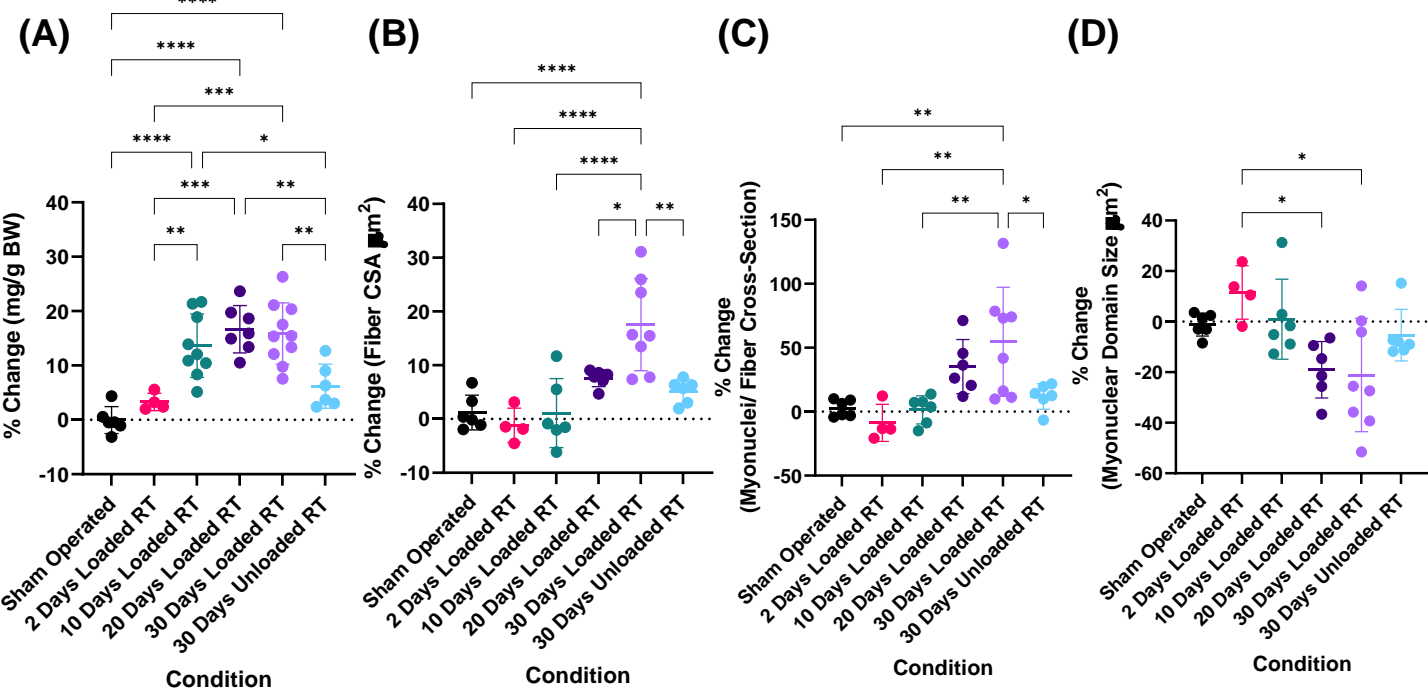 ****
(A)
(B)
(C)
(D)
****
***
****
*
***
**
**
**
% Change (mg/g BW)
40
30
20
10
0
-10
Sham Operated
2 Days Loaded RT
10 Days Loaded RT
20 Days Loaded RT
30 Days Loaded RT
30 Days Unloaded RT
Condition
****
****
****
*
**
% Change (Fiber CSA m²)
40
30
20
10
0
-10
Sham Operated
2 Days Loaded RT
10 Days Loaded RT
20 Days Loaded RT
30 Days Loaded RT
30 Days Unloaded RT
Condition
**
**
**
*
% Change
(Myonuclei/ Fiber Cross-Section)
150
100
50
0
-50
Sham Operated
2 Days Loaded RT
10 Days Loaded RT
20 Days Loaded RT
30 Days Loaded RT
30 Days Unloaded RT
Condition
*
*
% Change
(Myonuclear Domain Size m²)
40
20
0
-20
-40
-60
Sham Operated
2 Days Loaded RT
10 Days Loaded RT
20 Days Loaded RT
30 Days Loaded RT
30 Days Unloaded RT
Condition